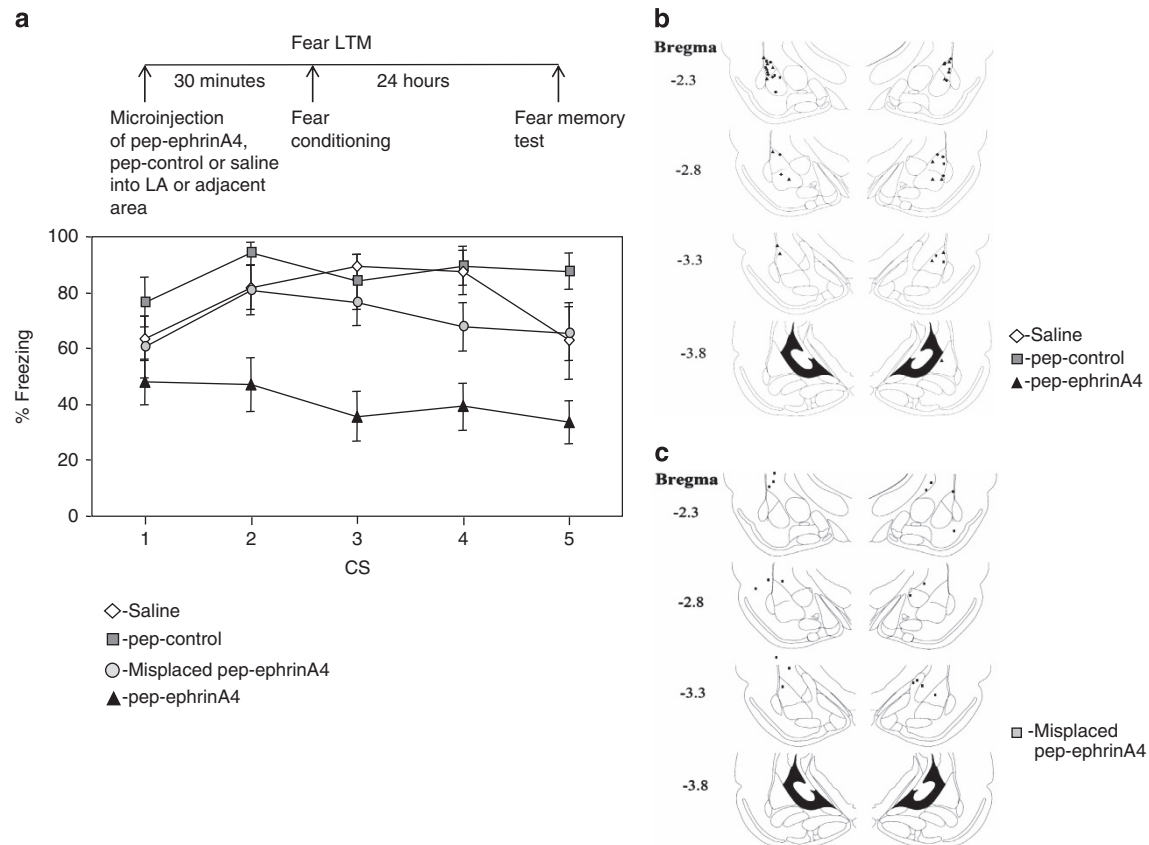 a
Fear LTM
30 minutes
24 hours
Microinjection
of pep-ephrinA4,
pep-control or saline
into LA or adjacent
area
Fear
conditioning
Fear memory
test
100
80
60
40
20
0
% Freezing
1 2 3 4 5
CS
-Saline
-pep-control
-Misplaced pep-ephrinA4
-pep-ephrinA4
b
Bregma
-2.3
-2.8
-3.3
-3.8
-Saline
-pep-control
-pep-ephrinA4
c
Bregma
-2.3
-2.8
-3.3
-3.8
-Misplaced
pep-ephrinA4